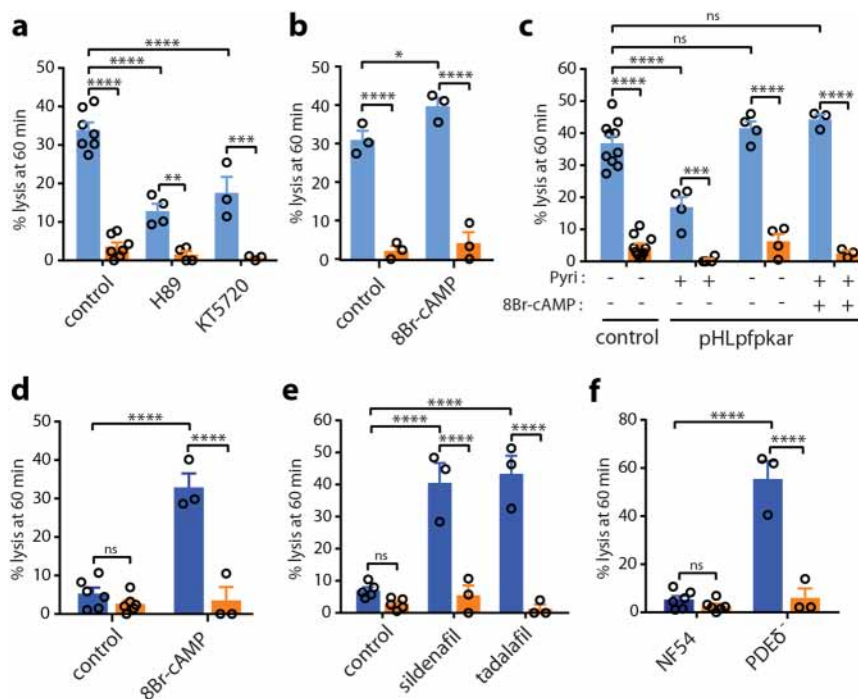 a
% lysis at 60 min
50
40
30
20
10
0
****
****
****
**
***
control
H89
KT5720
b
% lysis at 60 min
50
40
30
20
10
0
*
****
****
control
8Br-cAMP
c
% lysis at 60 min
60
50
40
30
20
10
0
ns
ns
****
****
***
****
****
Pyri : - - + + - - + +
8Br-cAMP : - - - - - - + +
control pHLpfpkar
d
% lysis at 60 min
50
40
30
20
10
0
****
****
ns
control
8Br-cAMP
e
% lysis at 60 min
60
50
40
30
20
10
0
****
****
****
****
ns
control
sildenafil
tadalafil
f
% lysis at 60 min
80
60
40
20
0
****
****
ns
NF54
PDEδ-